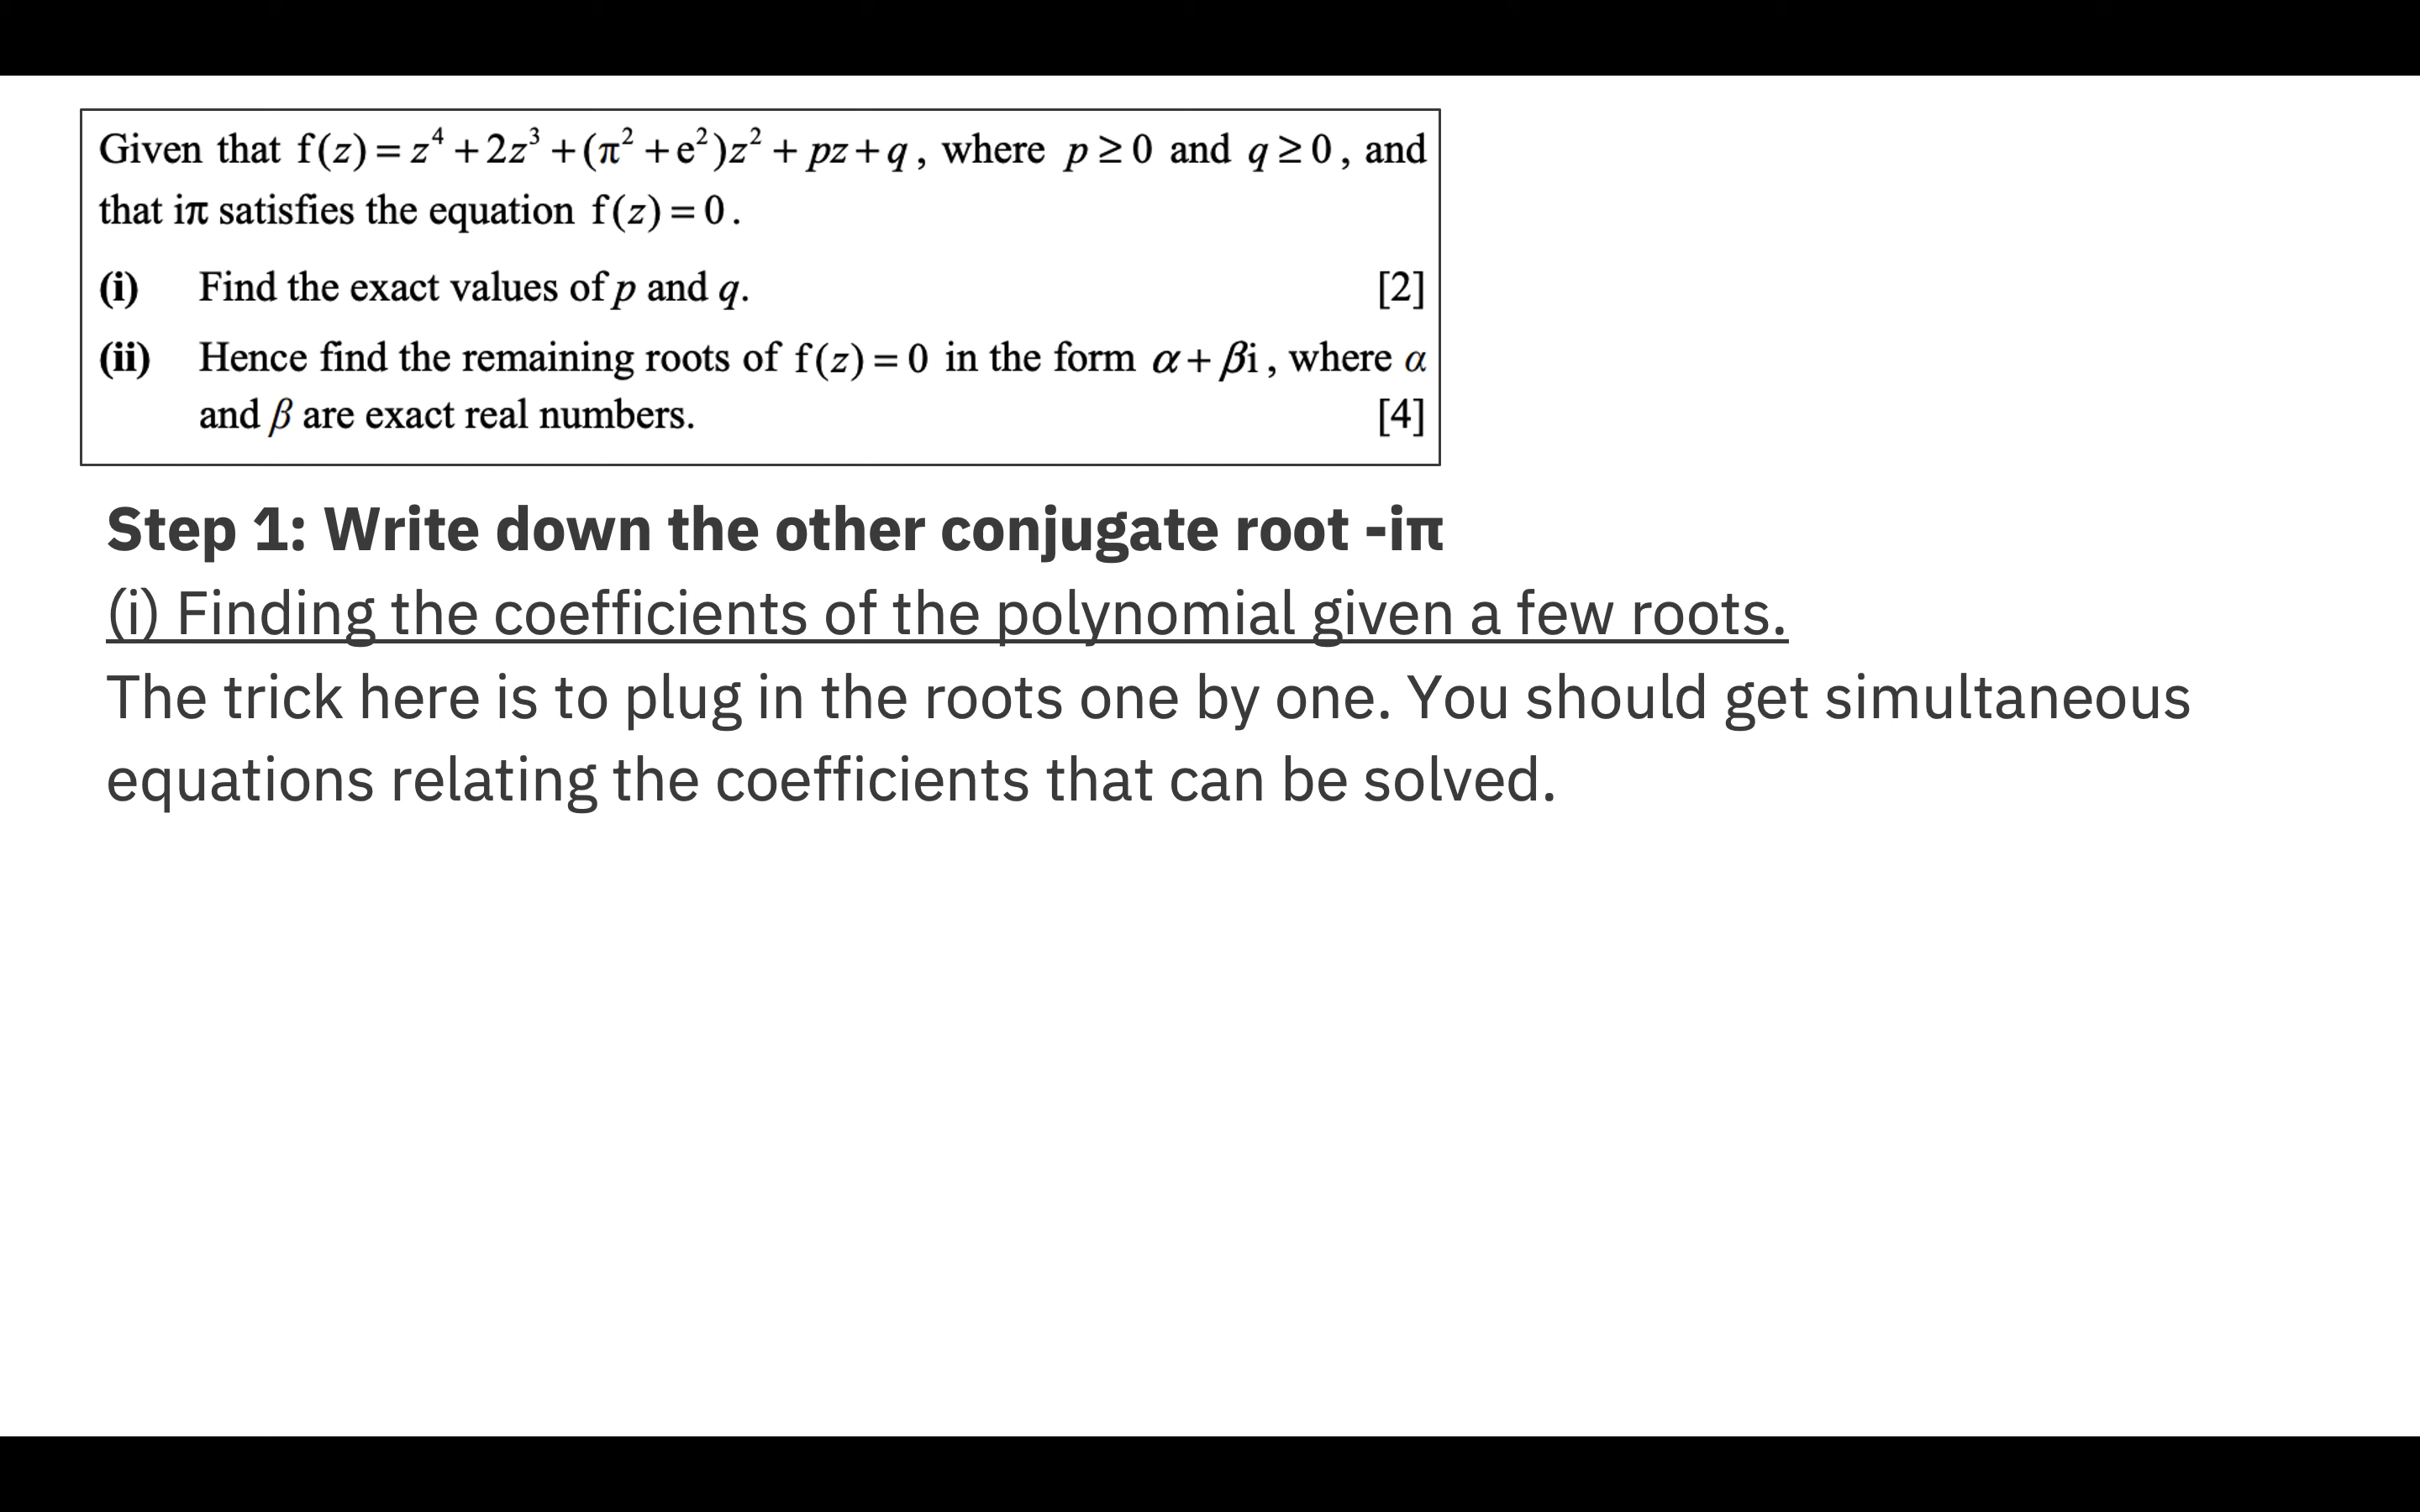 Given that f(z) = z⁴ + 2z³ + (π² + e²)z² + pz + q, where p ≥ 0 and q ≥ 0, and
that iπ satisfies the equation f(z) = 0.
(i) Find the exact values of p and q. [2]
(ii) Hence find the remaining roots of f(z) = 0 in the form α + βi, where α
and β are exact real numbers. [4]
Step 1: Write down the other conjugate root -iπ
(i) Finding the coefficients of the polynomial given a few roots.
The trick here is to plug in the roots one by one. You should get simultaneous
equations relating the coefficients that can be solved.